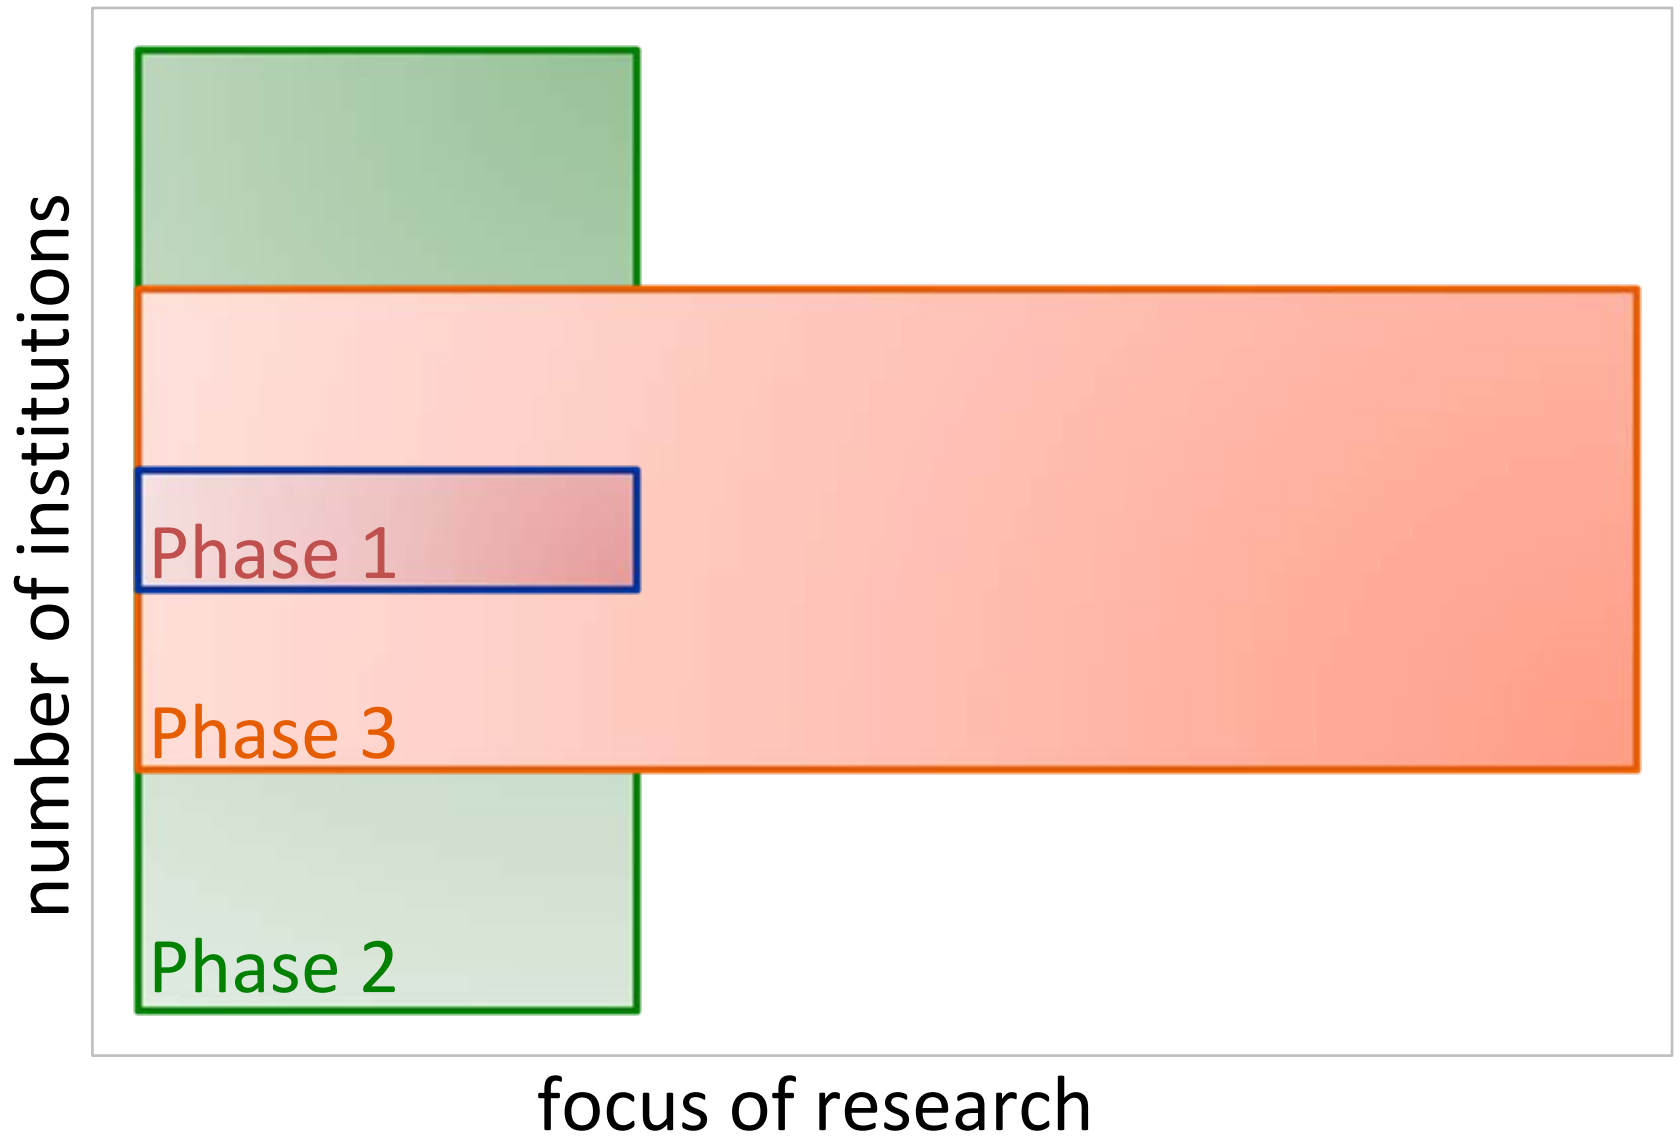 number of institutions
Phase 1
Phase 3
Phase 2
focus of research